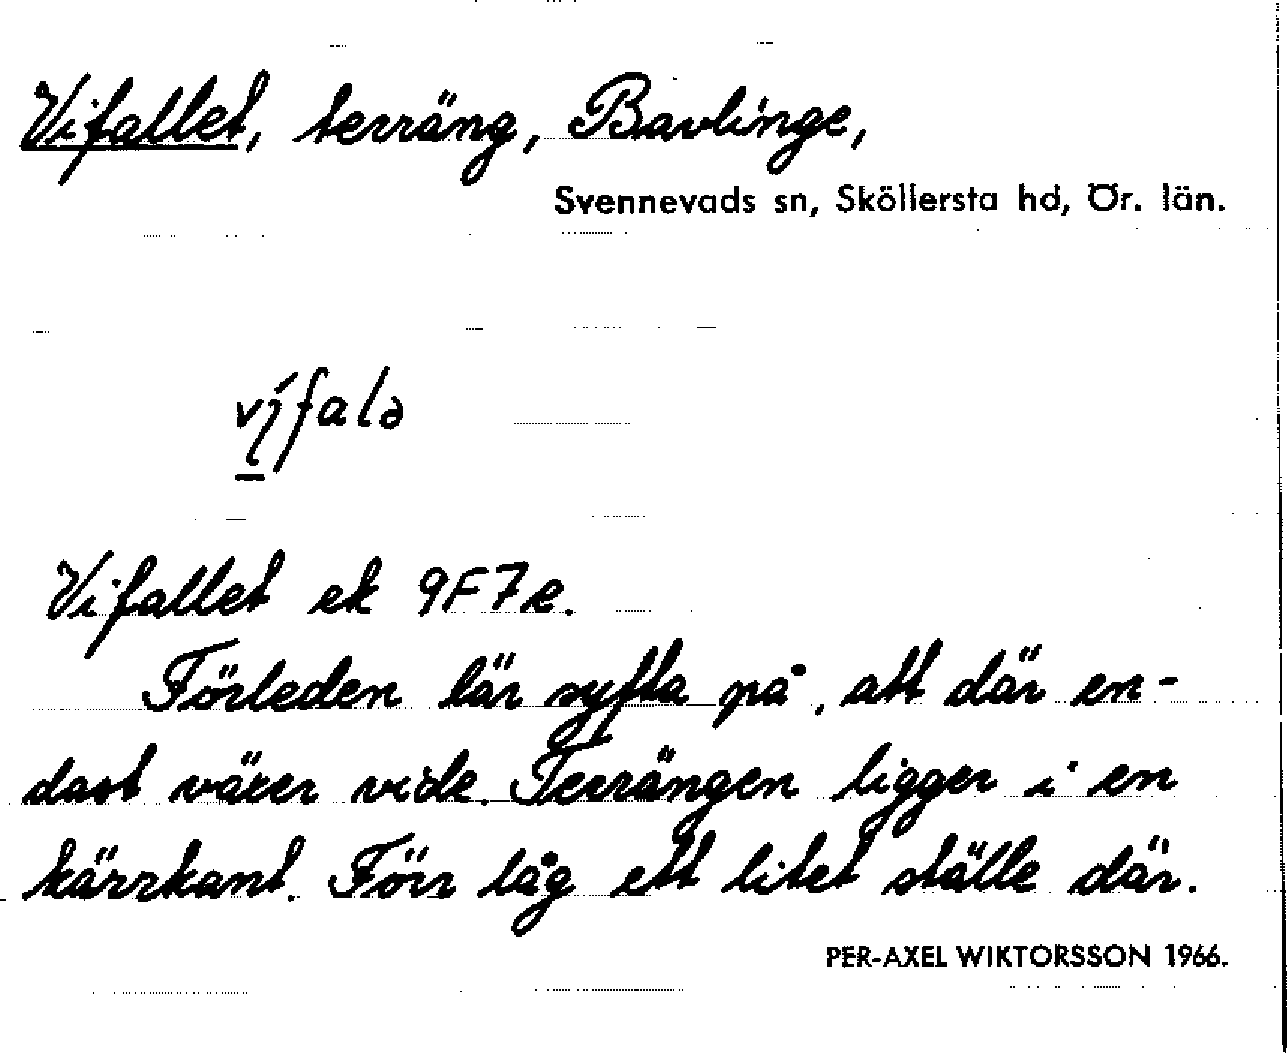 Vifallet, terräng, Bavlinge,
Svennevads sn, Sköllersta hd, Ör. län.
Vifallet ek 9F7e.
Förleden lär syfta på, att där en-
dast växer vide. Terrängen ligger i en
kärrkant. Förr låg ett litet ställe där.
PER-AXEL WIKTORSSON 1966.